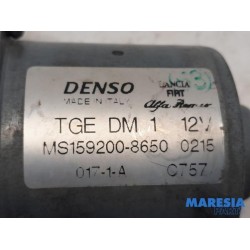 DENSO
MADE IN ITALY
LANCIA
FIAT
Alfa Romeo
TGE DM 1 12V
MS159200-8650 0215
017-1-A C757
MARESIA